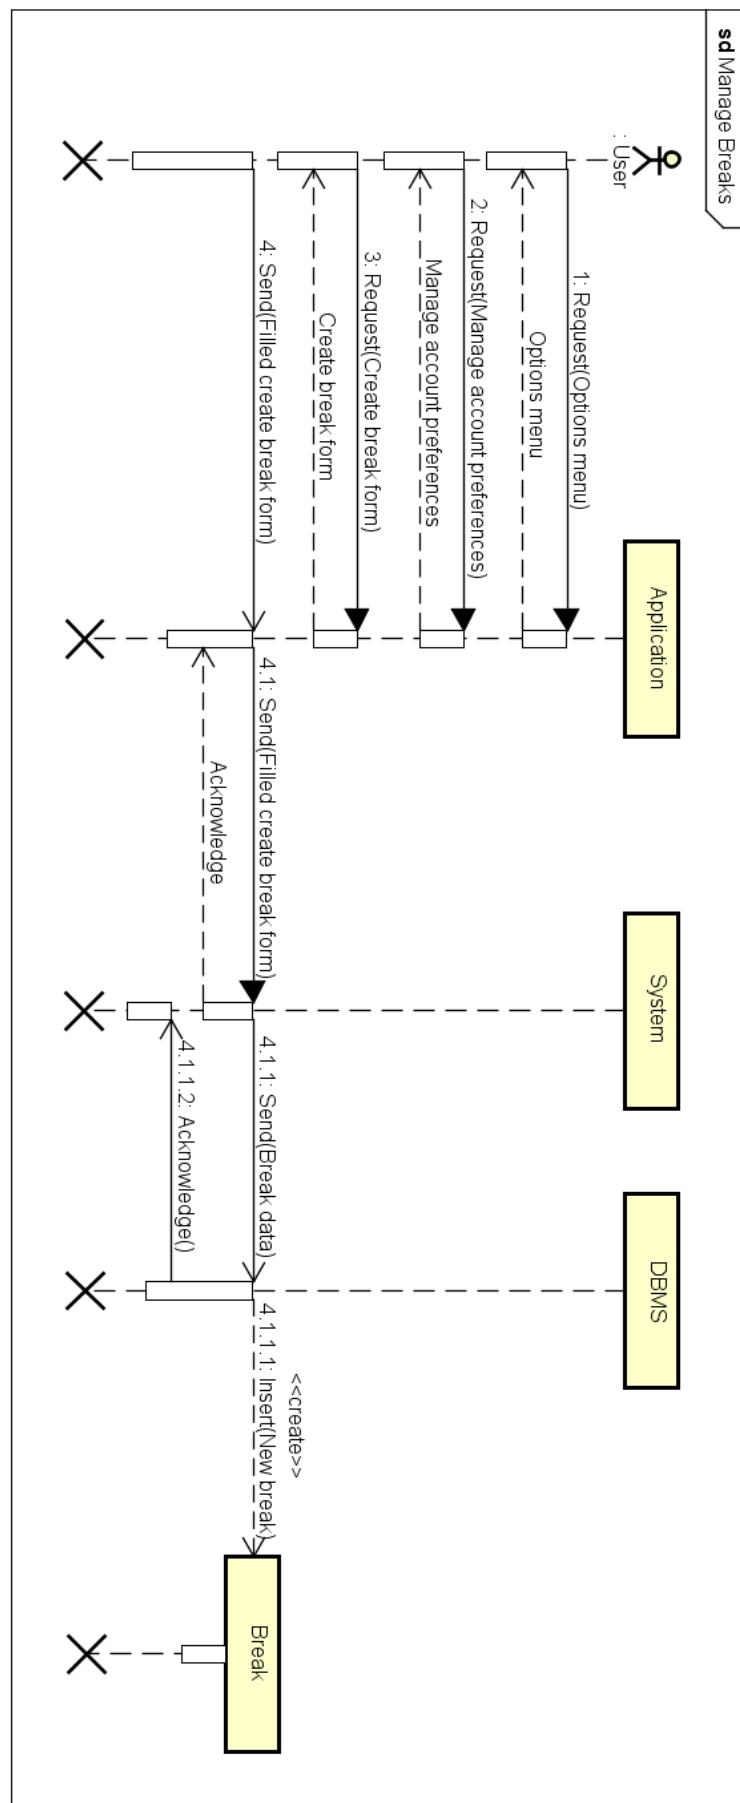 sd Manage Breaks
: User
Application
System
DBMS
1: Request(Options menu)
Options menu
2: Request(Manage account preferences)
Manage account preferences
3: Request(Create break form)
Create break form
4: Send(Filled create break form)
4.1: Send(Filled create break form)
4.1.1: Send(Break data)
<<create>>
4.1.1.1: Insert(New break)
Break
Acknowledge
4.1.1.2: Acknowledge()